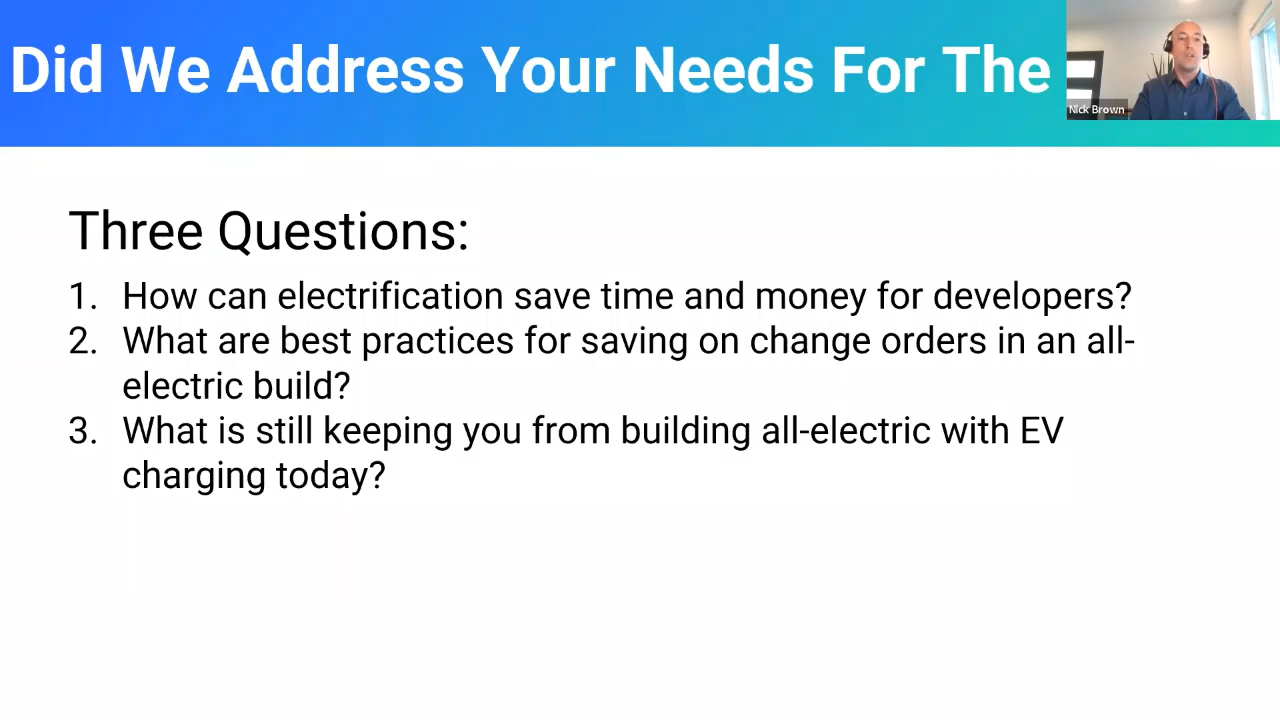 Did We Address Your Needs For The
Nick Brown
Three Questions:
1. How can electrification save time and money for developers?
2. What are best practices for saving on change orders in an all-
electric build?
3. What is still keeping you from building all-electric with EV
charging today?